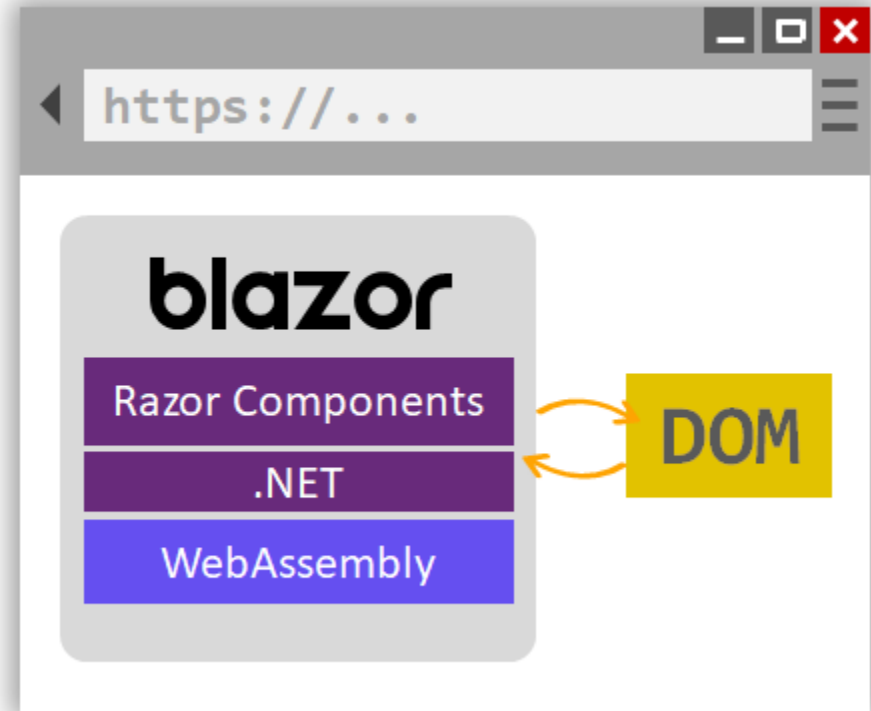 https://...
blazor
Razor Components
.NET
WebAssembly
DOM